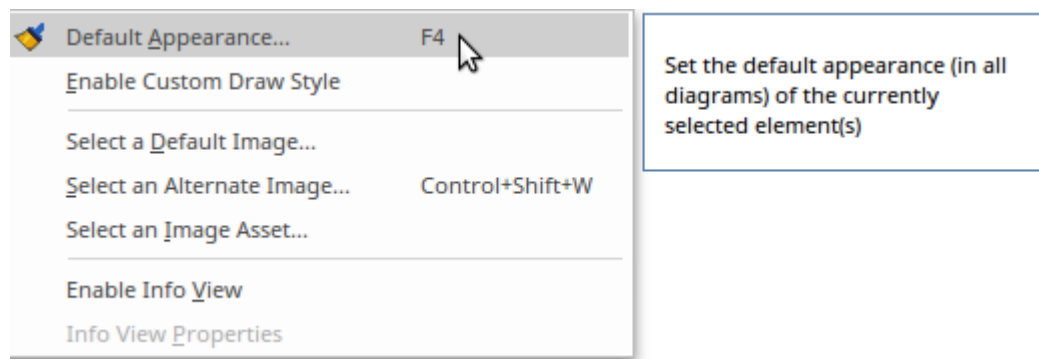 Default Appearance... F4
Enable Custom Draw Style
Select a Default Image...
Select an Alternate Image... Control+Shift+W
Select an Image Asset...
Enable Info View
Info View Properties
Set the default appearance (in all
diagrams) of the currently
selected element(s)